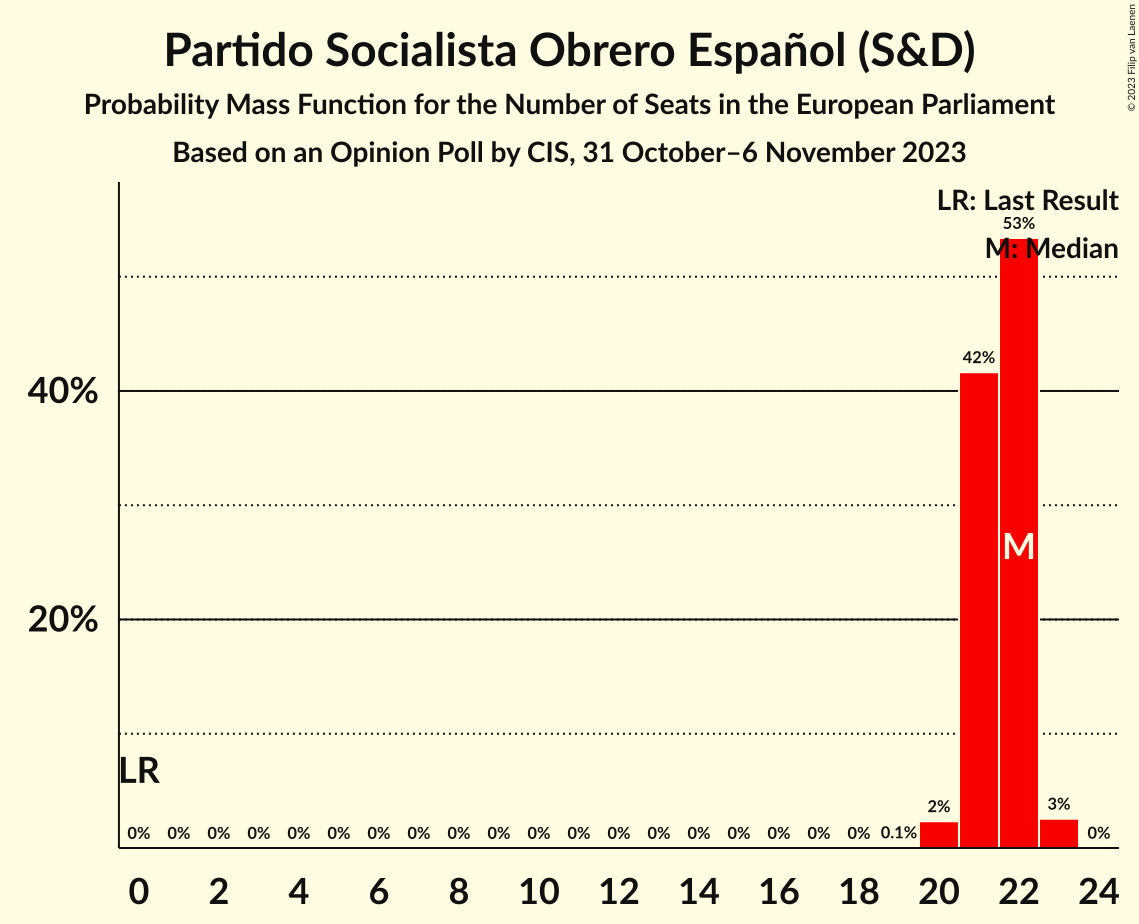 Partido Socialista Obrero Español (S&D)
Probability Mass Function for the Number of Seats in the European Parliament
Based on an Opinion Poll by CIS, 31 October–6 November 2023
© 2023 Filip van Laenen
LR: Last Result
53%
M: Median
42%
40%
M
20%
LR
2%
3%
0% 0% 0% 0% 0% 0% 0% 0% 0% 0% 0% 0% 0% 0% 0% 0% 0% 0% 0% 0.1% 0%
0 2 4 6 8 10 12 14 16 18 20 22 24